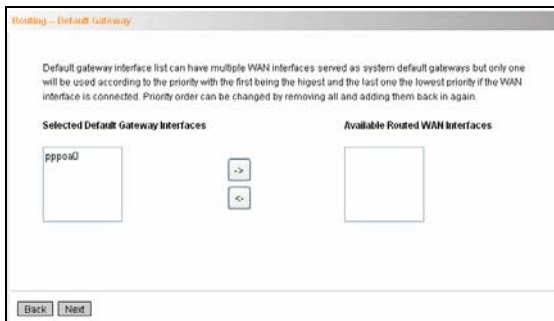 Routing -- Default Gateway
Default gateway interface list can have multiple WAN interfaces served as system default gateways but only one
will be used according to the priority with the first being the higest and the last one the lowest priority if the WAN
interface is connected. Priority order can be changed by removing all and adding them back in again.
Selected Default Gateway Interfaces Available Routed WAN Interfaces
pppoa0
->
<-
Back Next